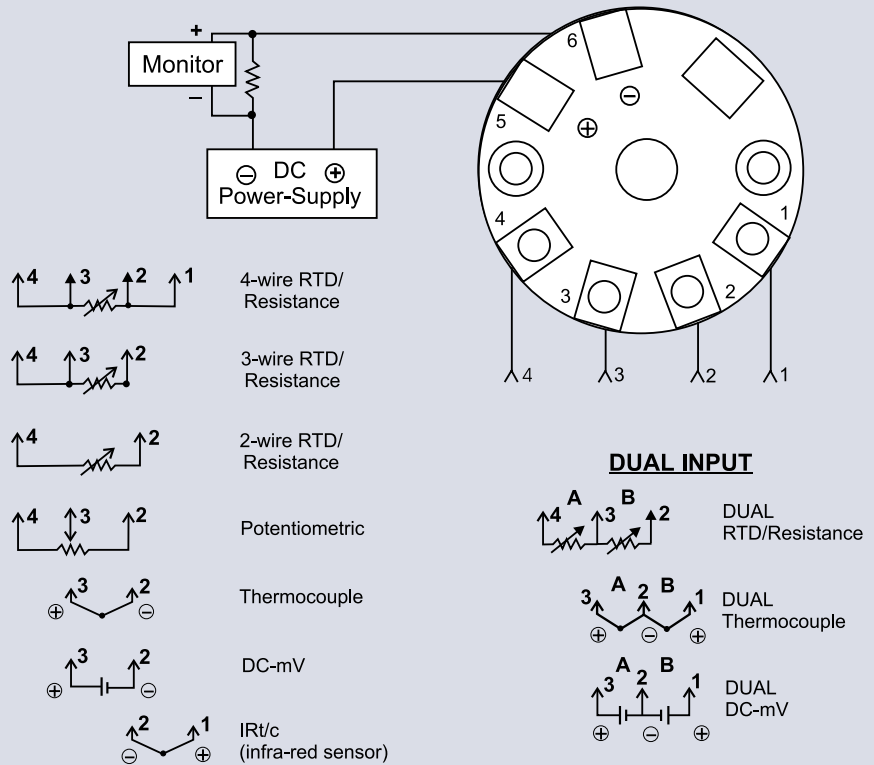 +
Monitor
–
⊖ DC ⊕
Power-Supply
6
⊖
5
⊕
4
1
3
2
4 3 2 1
4 3 2 1
4-wire RTD/
Resistance
4 3 2
3-wire RTD/
Resistance
4 2
2-wire RTD/
Resistance
4 3 2
Potentiometric
3 2
⊕ ⊖
Thermocouple
3 2
⊕ ⊖
DC-mV
2 1
⊖ ⊕
IRt/c
(infra-red sensor)
DUAL INPUT
A B
4 3 2
DUAL
RTD/Resistance
A B
3 2 1
⊕ ⊖ ⊕
DUAL
Thermocouple
A B
3 2 1
⊕ ⊖ ⊕
DUAL
DC-mV